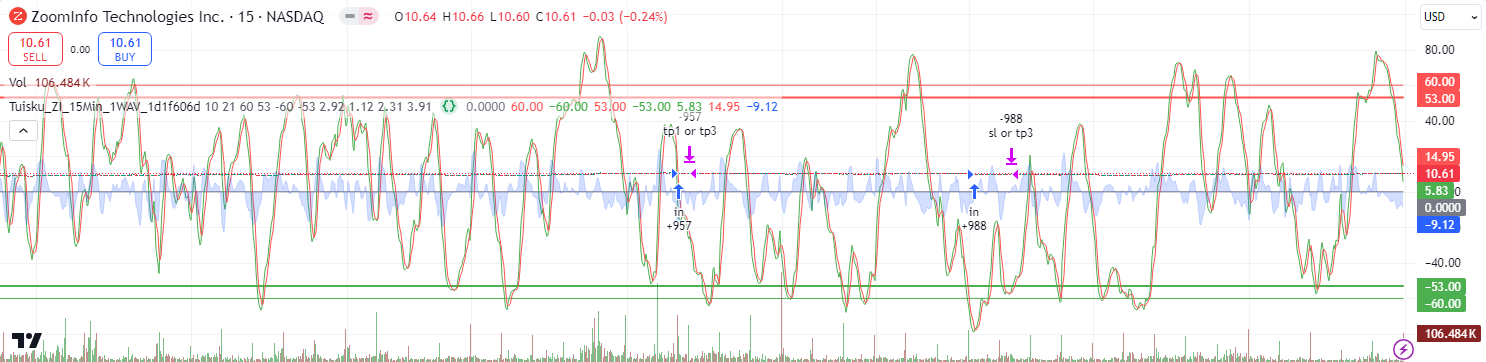 Z ZoomInfo Technologies Inc. · 15 · NASDAQ O10.64 H10.66 L10.60 C10.61 −0.03 (−0.24%)
USD
10.61 SELL 0.00 10.61 BUY
Vol 106.484K
Tuisku_ZI_15Min_1WAV_1d1f606d 10 21 60 53 -60 -53 2.92 1.12 2.31 3.91 {} 0.0000 60.00 −60.00 53.00 −53.00 5.83 14.95 −9.12
-957
tp1 or tp3
-988
sl or tp3
in
+957
in
+988
80.00
60.00
53.00
40.00
14.95
10.61
5.83
0.0000
−9.12
−40.00
−53.00
−60.00
106.484K